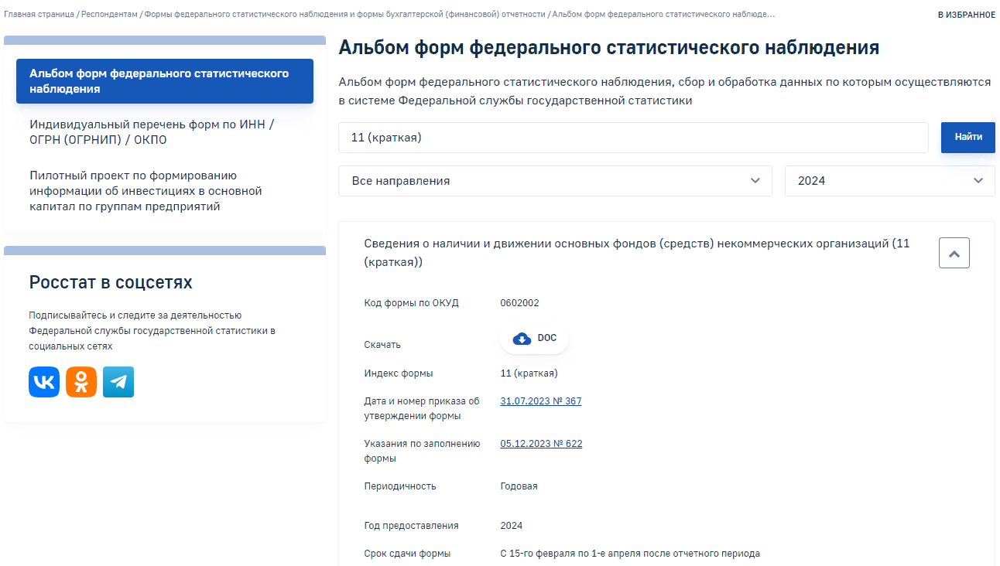 Главная страница / Респондентам / Формы федерального статистического наблюдения и формы бухгалтерской (финансовой) отчетности / Альбом форм федерального статистического наблюде...
В ИЗБРАННОЕ
Альбом форм федерального статистического
наблюдения
Индивидуальный перечень форм по ИНН /
ОГРН (ОГРНИП) / ОКПО
Пилотный проект по формированию
информации об инвестициях в основной
капитал по группам предприятий
Росстат в соцсетях
Подписывайтесь и следите за деятельностью
Федеральной службы государственной статистики в
социальных сетях
Альбом форм федерального статистического наблюдения
Альбом форм федерального статистического наблюдения, сбор и обработка данных по которым осуществляются
в системе Федеральной службы государственной статистики
11 (краткая)
Найти
Все направления
2024
Сведения о наличии и движении основных фондов (средств) некоммерческих организаций (11
(краткая))
Код формы по ОКУД 0602002
Скачать DOC
Индекс формы 11 (краткая)
Дата и номер приказа об 31.07.2023 № 367
утверждении формы
Указания по заполнению 05.12.2023 № 622
формы
Периодичность Годовая
Год предоставления 2024
Срок сдачи формы С 15-го февраля по 1-е апреля после отчетного периода